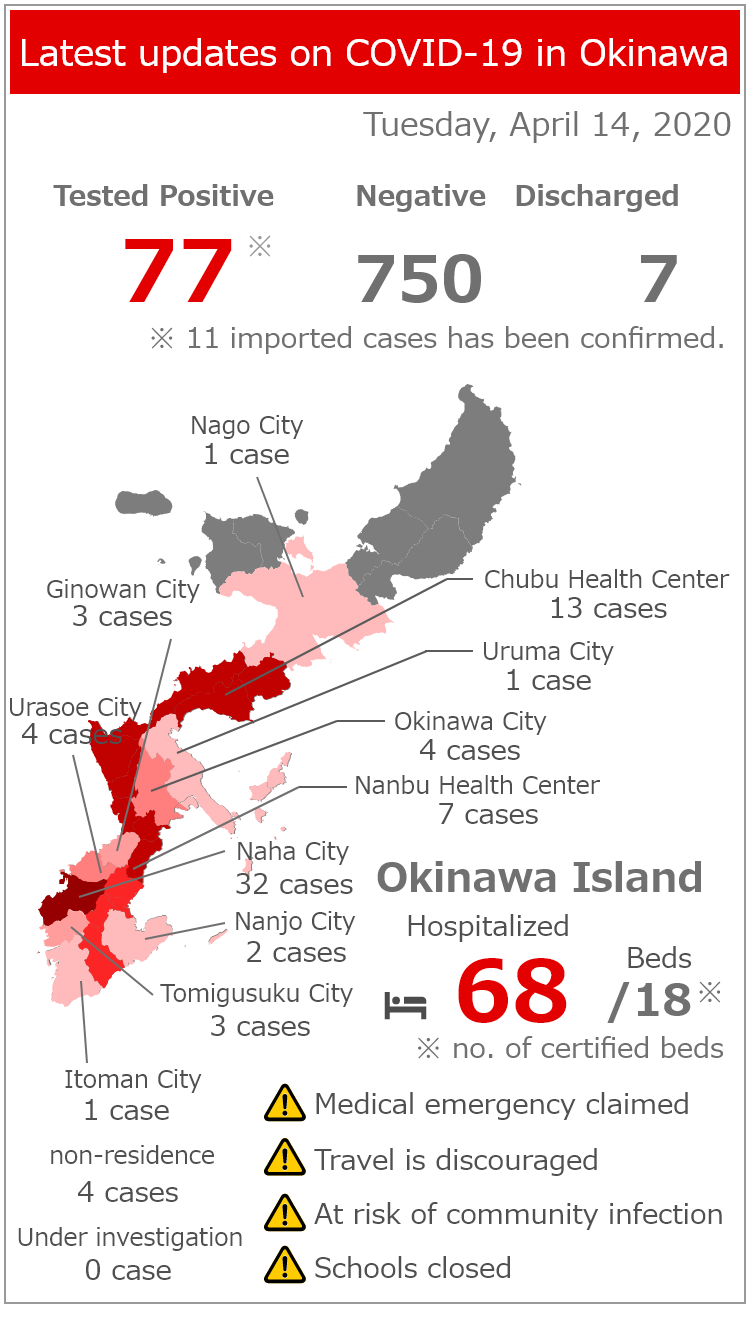 Latest updates on COVID-19 in Okinawa
Tuesday, April 14, 2020
Tested Positive Negative Discharged
77※ 750 7
※ 11 imported cases has been confirmed.
Nago City
1 case
Ginowan City
3 cases
Chubu Health Center
13 cases
Uruma City
1 case
Urasoe City
4 cases
Okinawa City
4 cases
Nanbu Health Center
7 cases
Naha City
32 cases
Okinawa Island
Nanjo City
2 cases
Hospitalized
68
Beds
/18※
※ no. of certified beds
Tomigusuku City
3 cases
Itoman City
1 case
non-residence
4 cases
Under investigation
0 case
Medical emergency claimed
Travel is discouraged
At risk of community infection
Schools closed